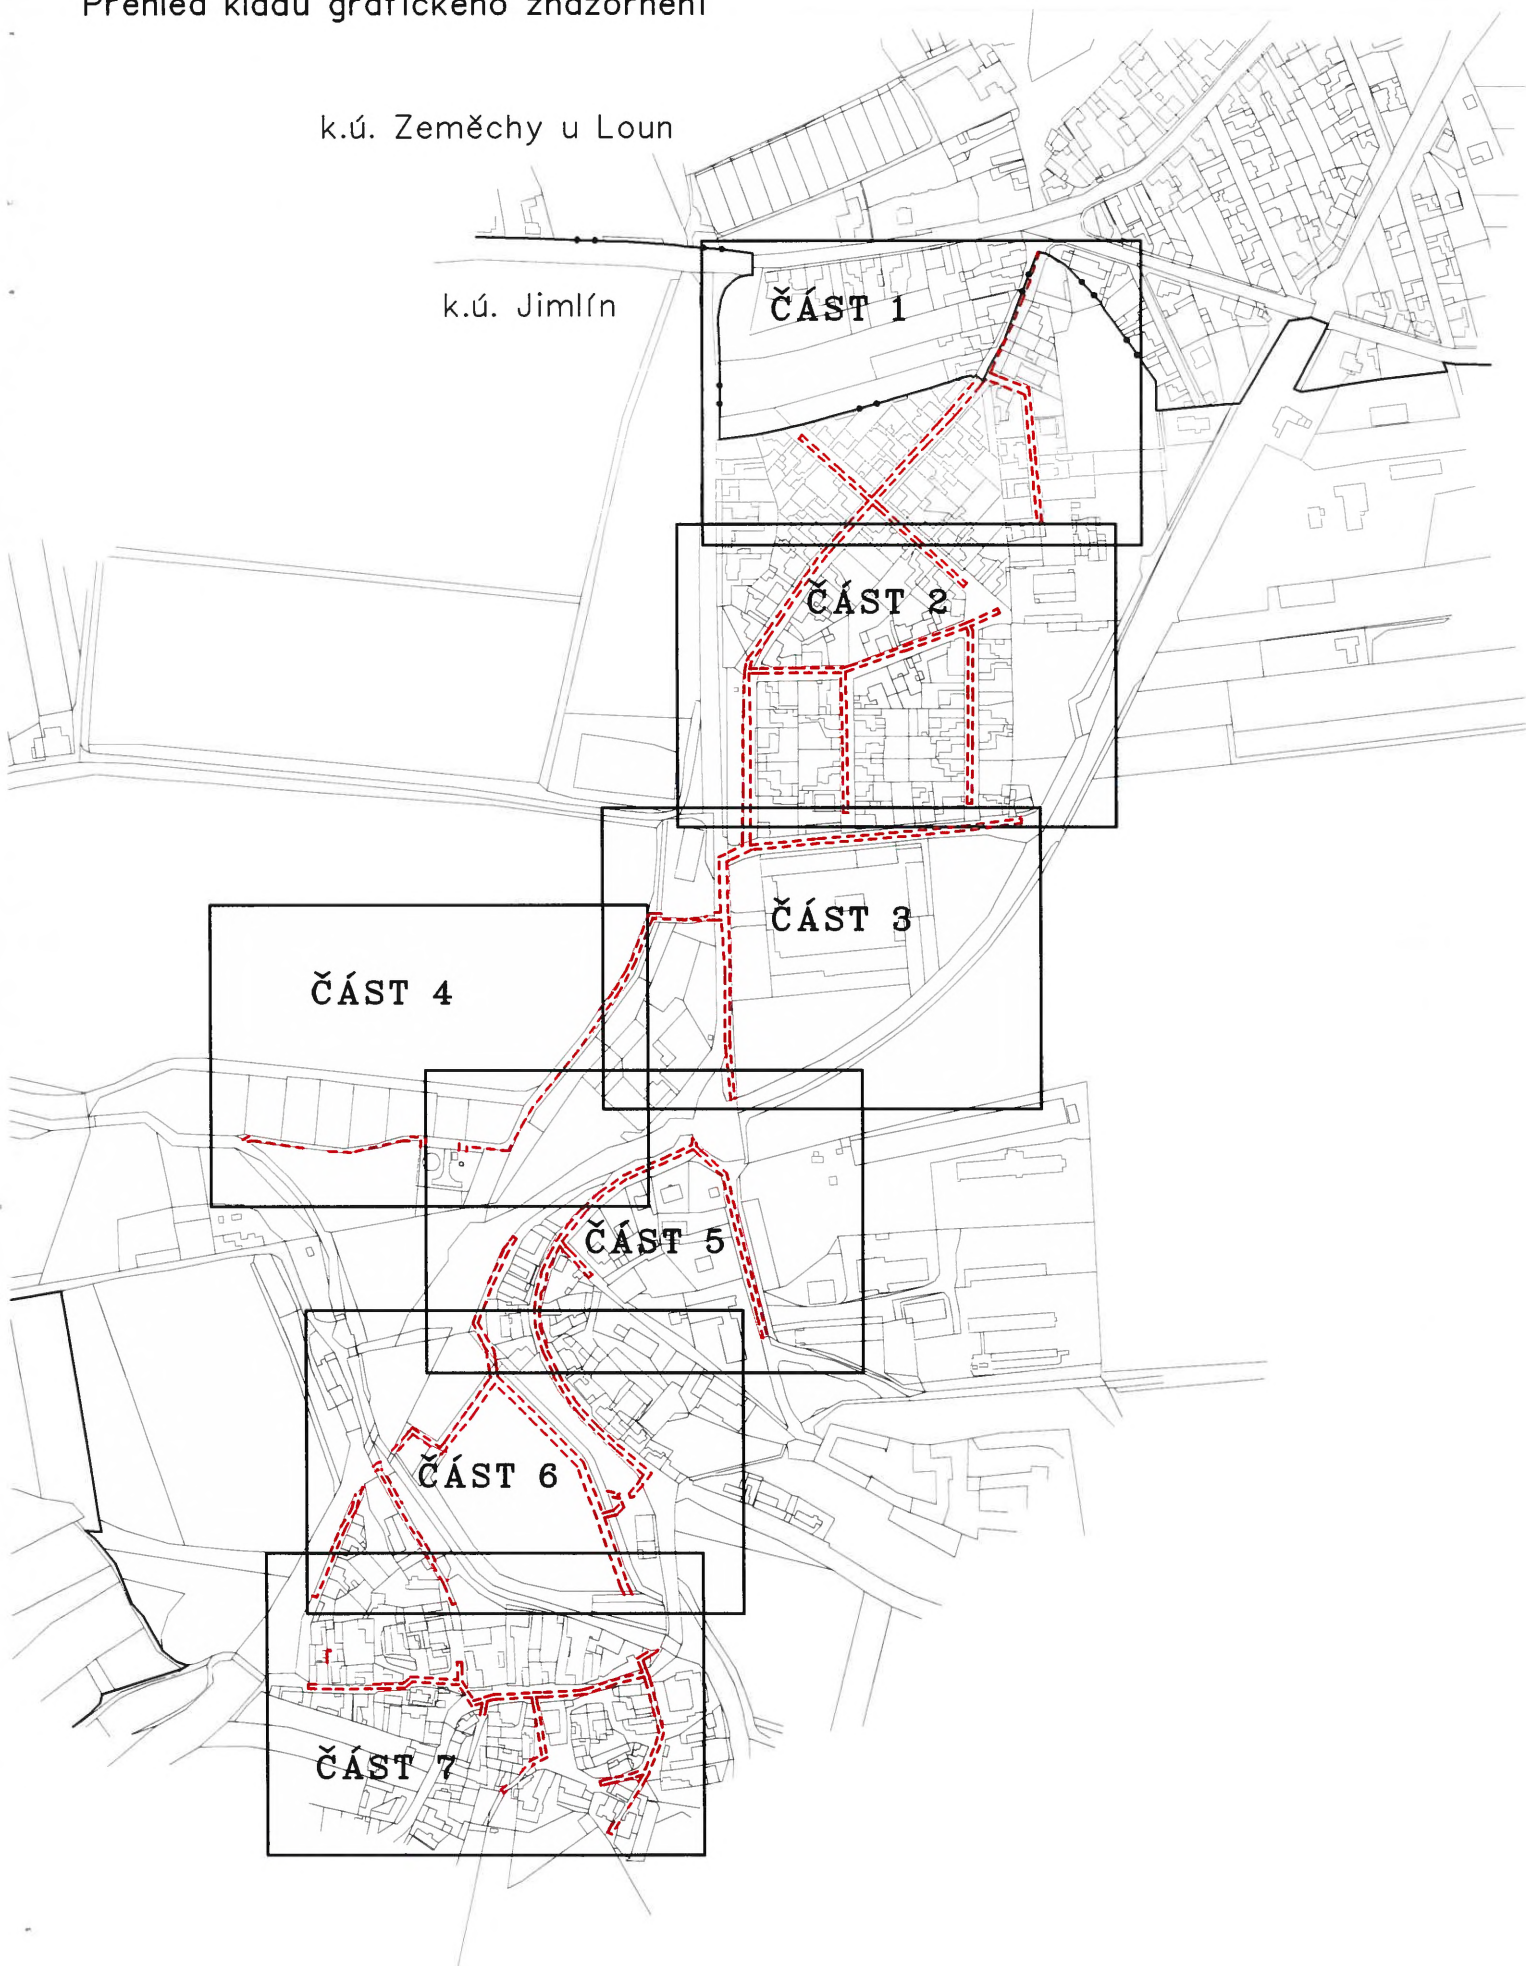 Přehled kladu grafického znázornění
k.ú. Zeměchy u Loun
k.ú. Jimlín
ČÁST 1
ČÁST 2
ČÁST 3
ČÁST 4
ČÁST 5
ČÁST 6
ČÁST 7